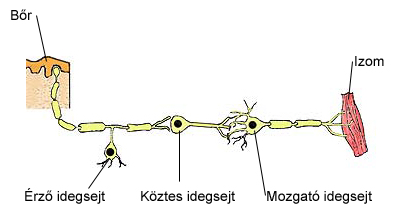 Bőr
Izom
Érző idegsejt
Köztes idegsejt
Mozgató idegsejt